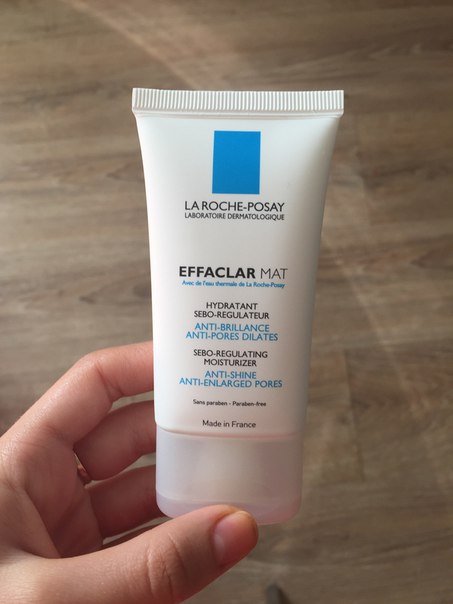 LA ROCHE-POSAY
LABORATOIRE DERMATOLOGIQUE
EFFACLAR MAT
Avec de l'eau thermale de La Roche-Posay
HYDRATANT
SEBO-REGULATEUR
ANTI-BRILLANCE
ANTI-PORES DILATES
SEBO-REGULATING
MOISTURIZER
ANTI-SHINE
ANTI-ENLARGED PORES
Sans paraben - Paraben-free
Made in France